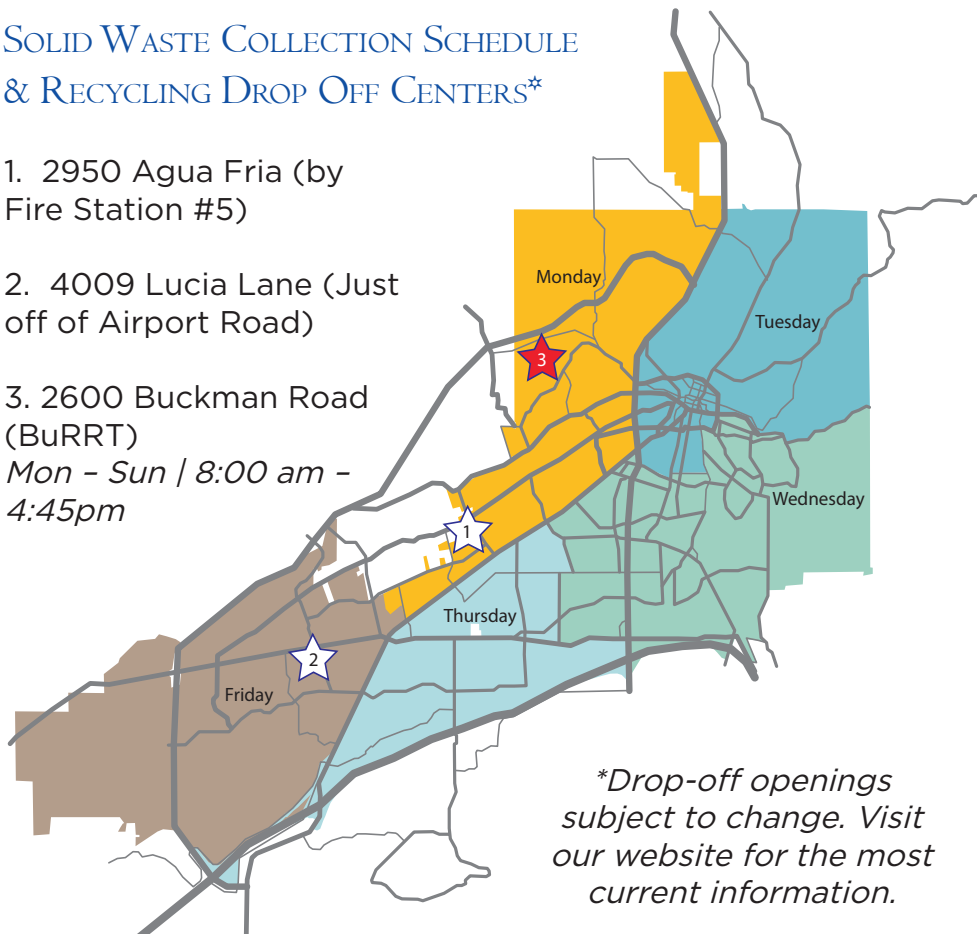 SOLID WASTE COLLECTION SCHEDULE
& RECYCLING DROP OFF CENTERS*
1. 2950 Agua Fria (by
Fire Station #5)
2. 4009 Lucia Lane (Just
off of Airport Road)
3. 2600 Buckman Road
(BuRRT)
Mon – Sun | 8:00 am –
4:45pm
Monday
Tuesday
3
Wednesday
1
Thursday
2
Friday
*Drop-off openings
subject to change. Visit
our website for the most
current information.